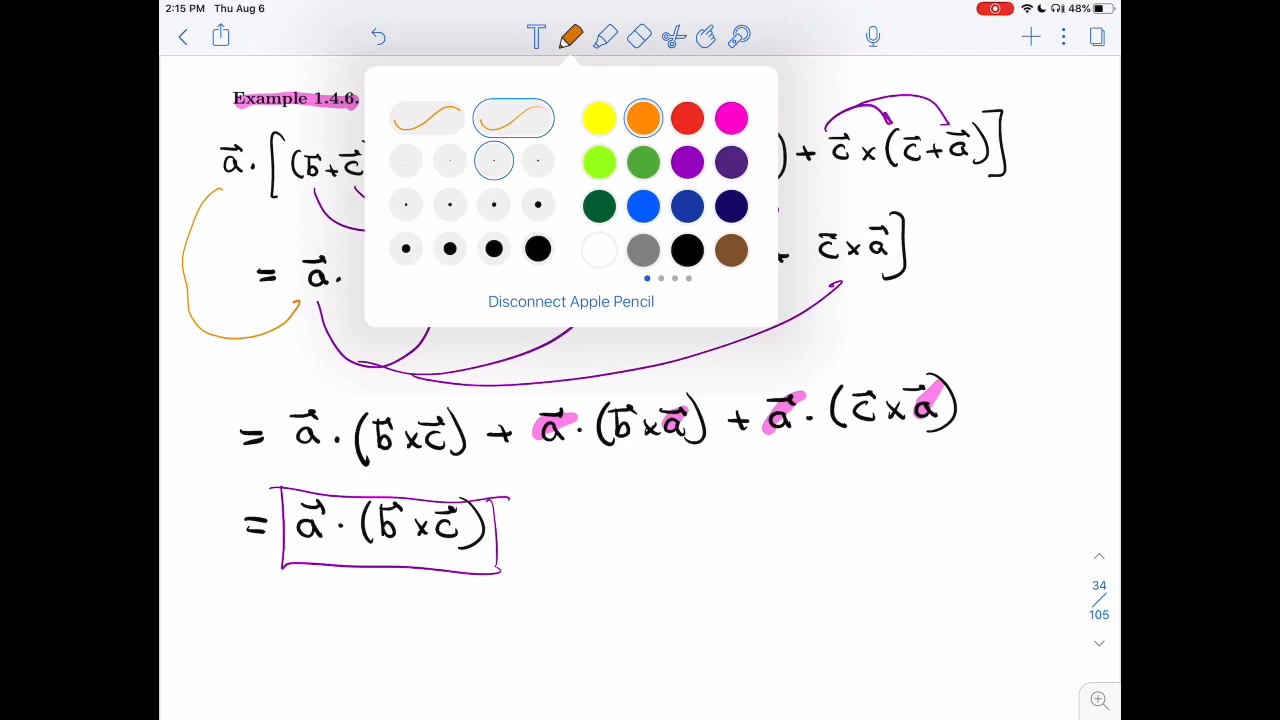 2:15 PM Thu Aug 6
48%
T
Example 1.4.6.
a⃗ · [(b⃗ + c⃗
) + c⃗ × (c⃗ + a⃗)]
= a⃗ ·
+ c⃗ × a⃗]
Disconnect Apple Pencil
= a⃗ · (b⃗ × c⃗) + a⃗ · (b⃗ × a⃗) + a⃗ · (c⃗ × a⃗)
= a⃗ · (b⃗ × c⃗)
34
105